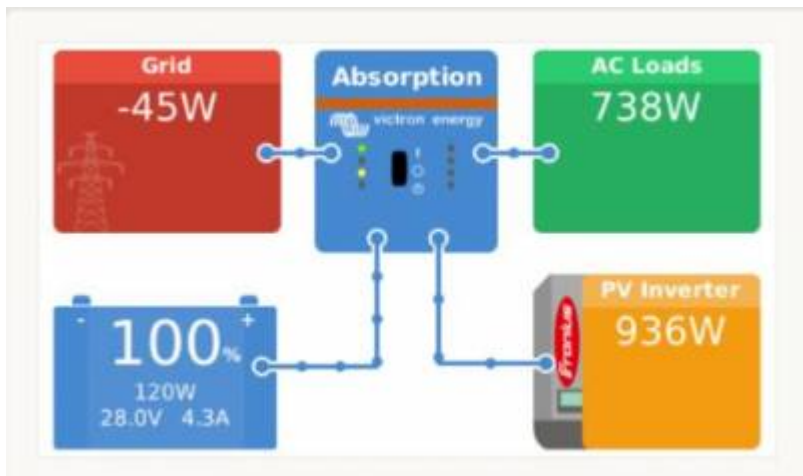 Grid
-45W
Absorption
victron energy
AC Loads
738W
- +
100%
120W
28.0V 4.3A
PV Inverter
936W
Fronius